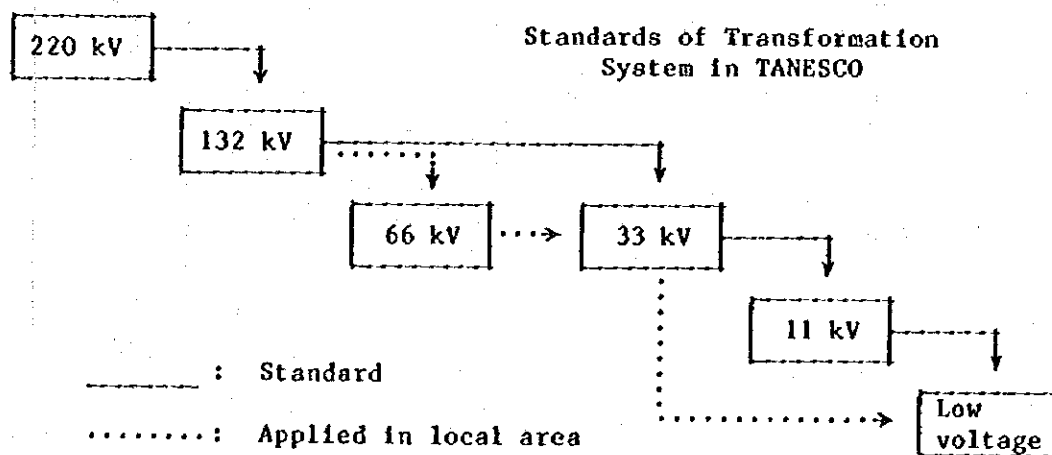 220 kV
Standards of Transformation
System in TANESCO
132 kV
66 kV
33 kV
11 kV
Low
voltage
: Standard
: Applied in local area